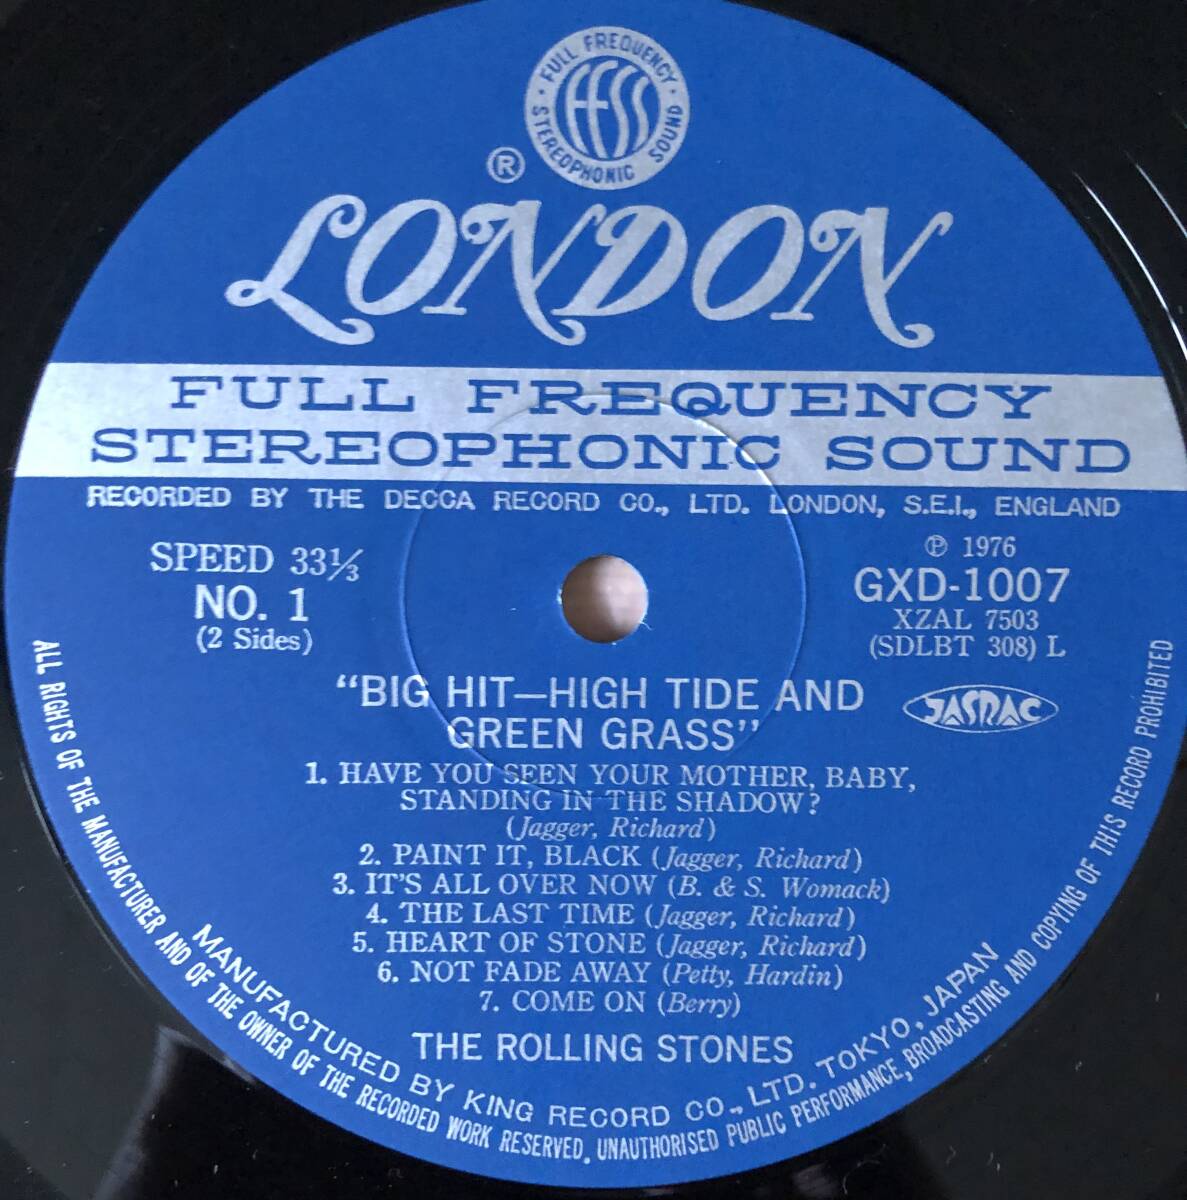 FULL FREQUENCY
FFSS
· STEREOPHONIC SOUND ·
®
LONDON
FULL FREQUENCY
STEREOPHONIC SOUND
RECORDED BY THE DECCA RECORD CO., LTD. LONDON, S.E.I., ENGLAND
SPEED 33⅓
NO. 1
(2 Sides)
℗ 1976
GXD-1007
XZAL 7503
(SDLBT 308) L
JASRAC
"BIG HIT—HIGH TIDE AND
GREEN GRASS"
1. HAVE YOU SEEN YOUR MOTHER, BABY,
STANDING IN THE SHADOW?
(Jagger, Richard)
2. PAINT IT, BLACK (Jagger, Richard)
3. IT'S ALL OVER NOW (B. & S. Womack)
4. THE LAST TIME (Jagger, Richard)
5. HEART OF STONE (Jagger, Richard)
6. NOT FADE AWAY (Petty, Hardin)
7. COME ON (Berry)
THE ROLLING STONES
MANUFACTURED BY KING RECORD CO., LTD. TOKYO, JAPAN
ALL RIGHTS OF THE MANUFACTURER AND OF THE OWNER OF THE RECORDED WORK RESERVED. UNAUTHORISED PUBLIC PERFORMANCE, BROADCASTING AND COPYING OF THIS RECORD PROHIBITED